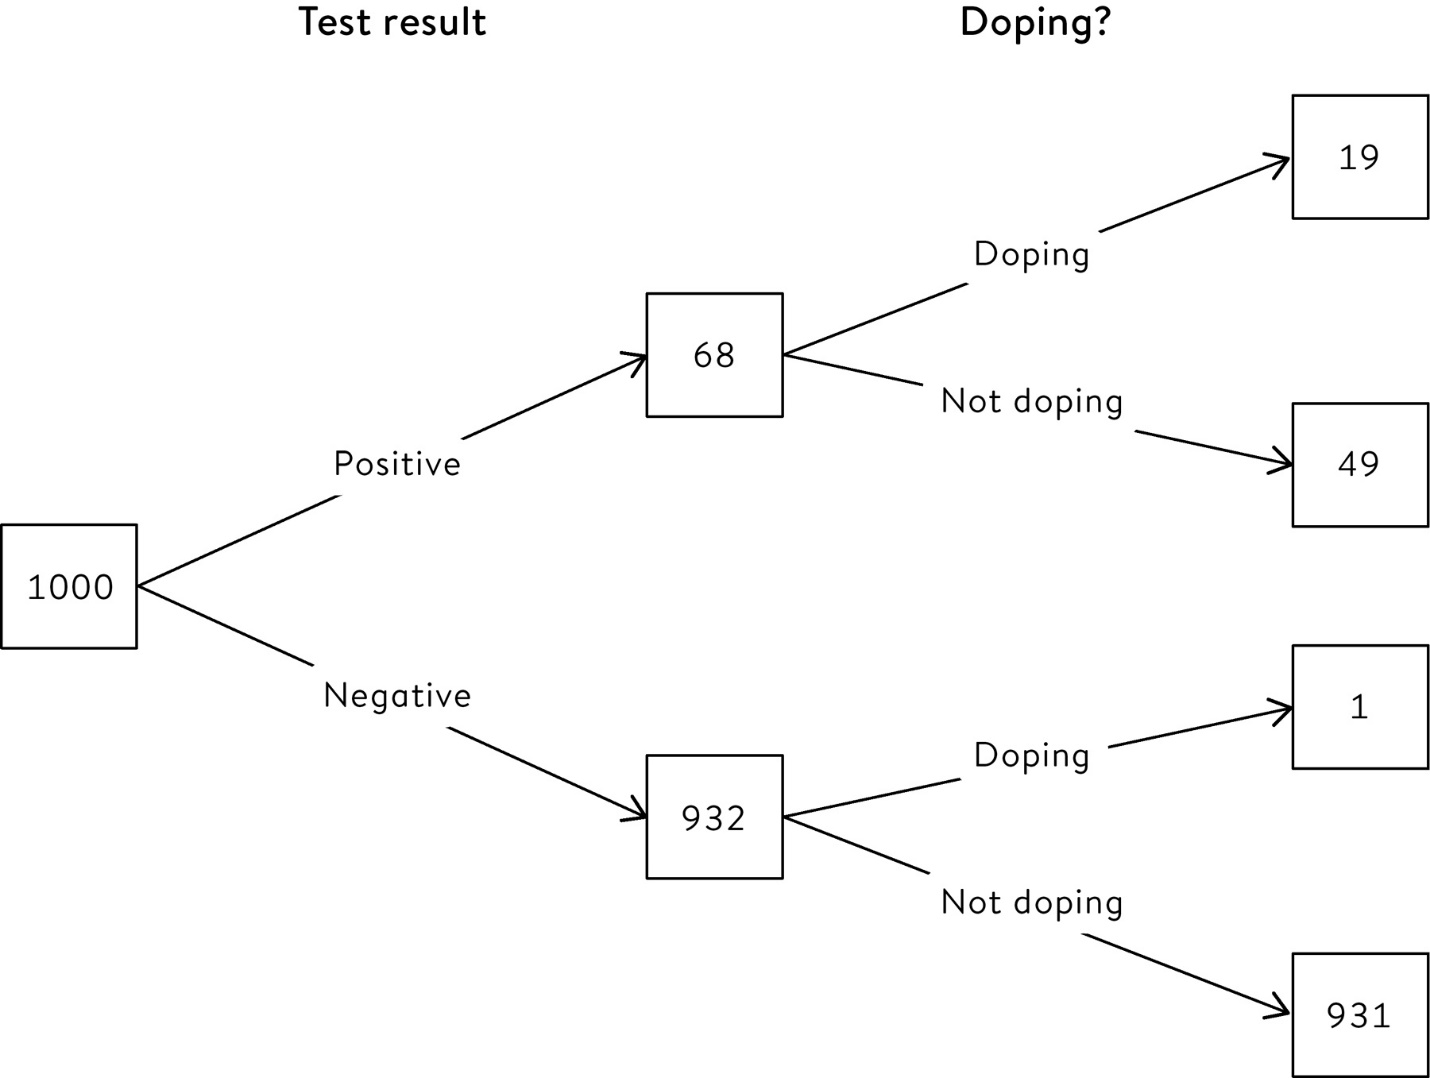 Test result
Doping?
19
Doping
68
Not doping
49
Positive
1000
Negative
1
Doping
932
Not doping
931